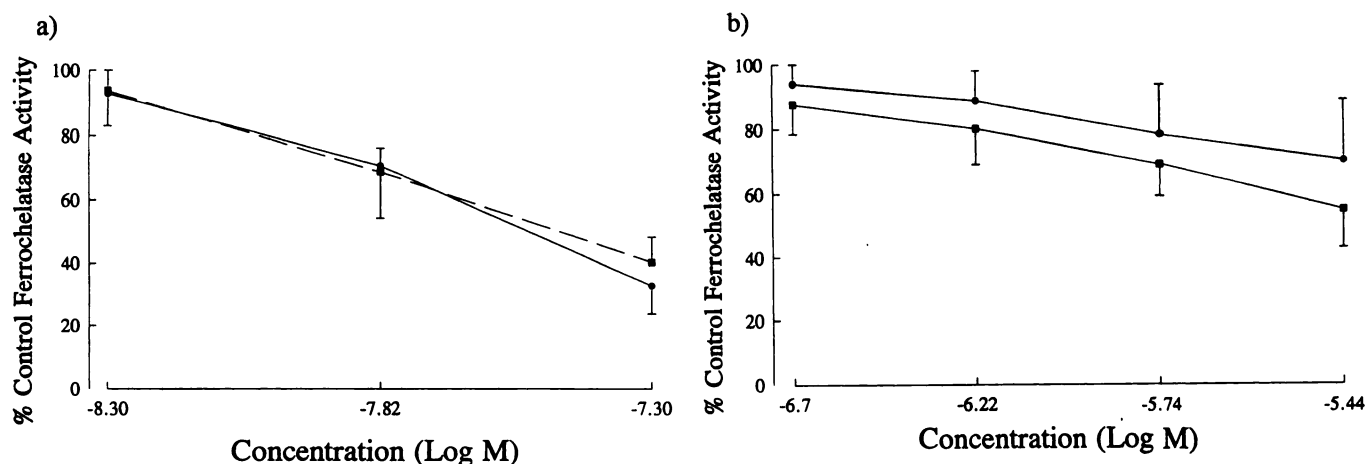 a)
% Control Ferrochelatase Activity
100
80
60
40
20
0
-8.30 -7.82 -7.30
Concentration (Log M)
b)
% Control Ferrochelatase Activity
100
80
60
40
20
0
-6.7 -6.22 -5.74 -5.44
Concentration (Log M)